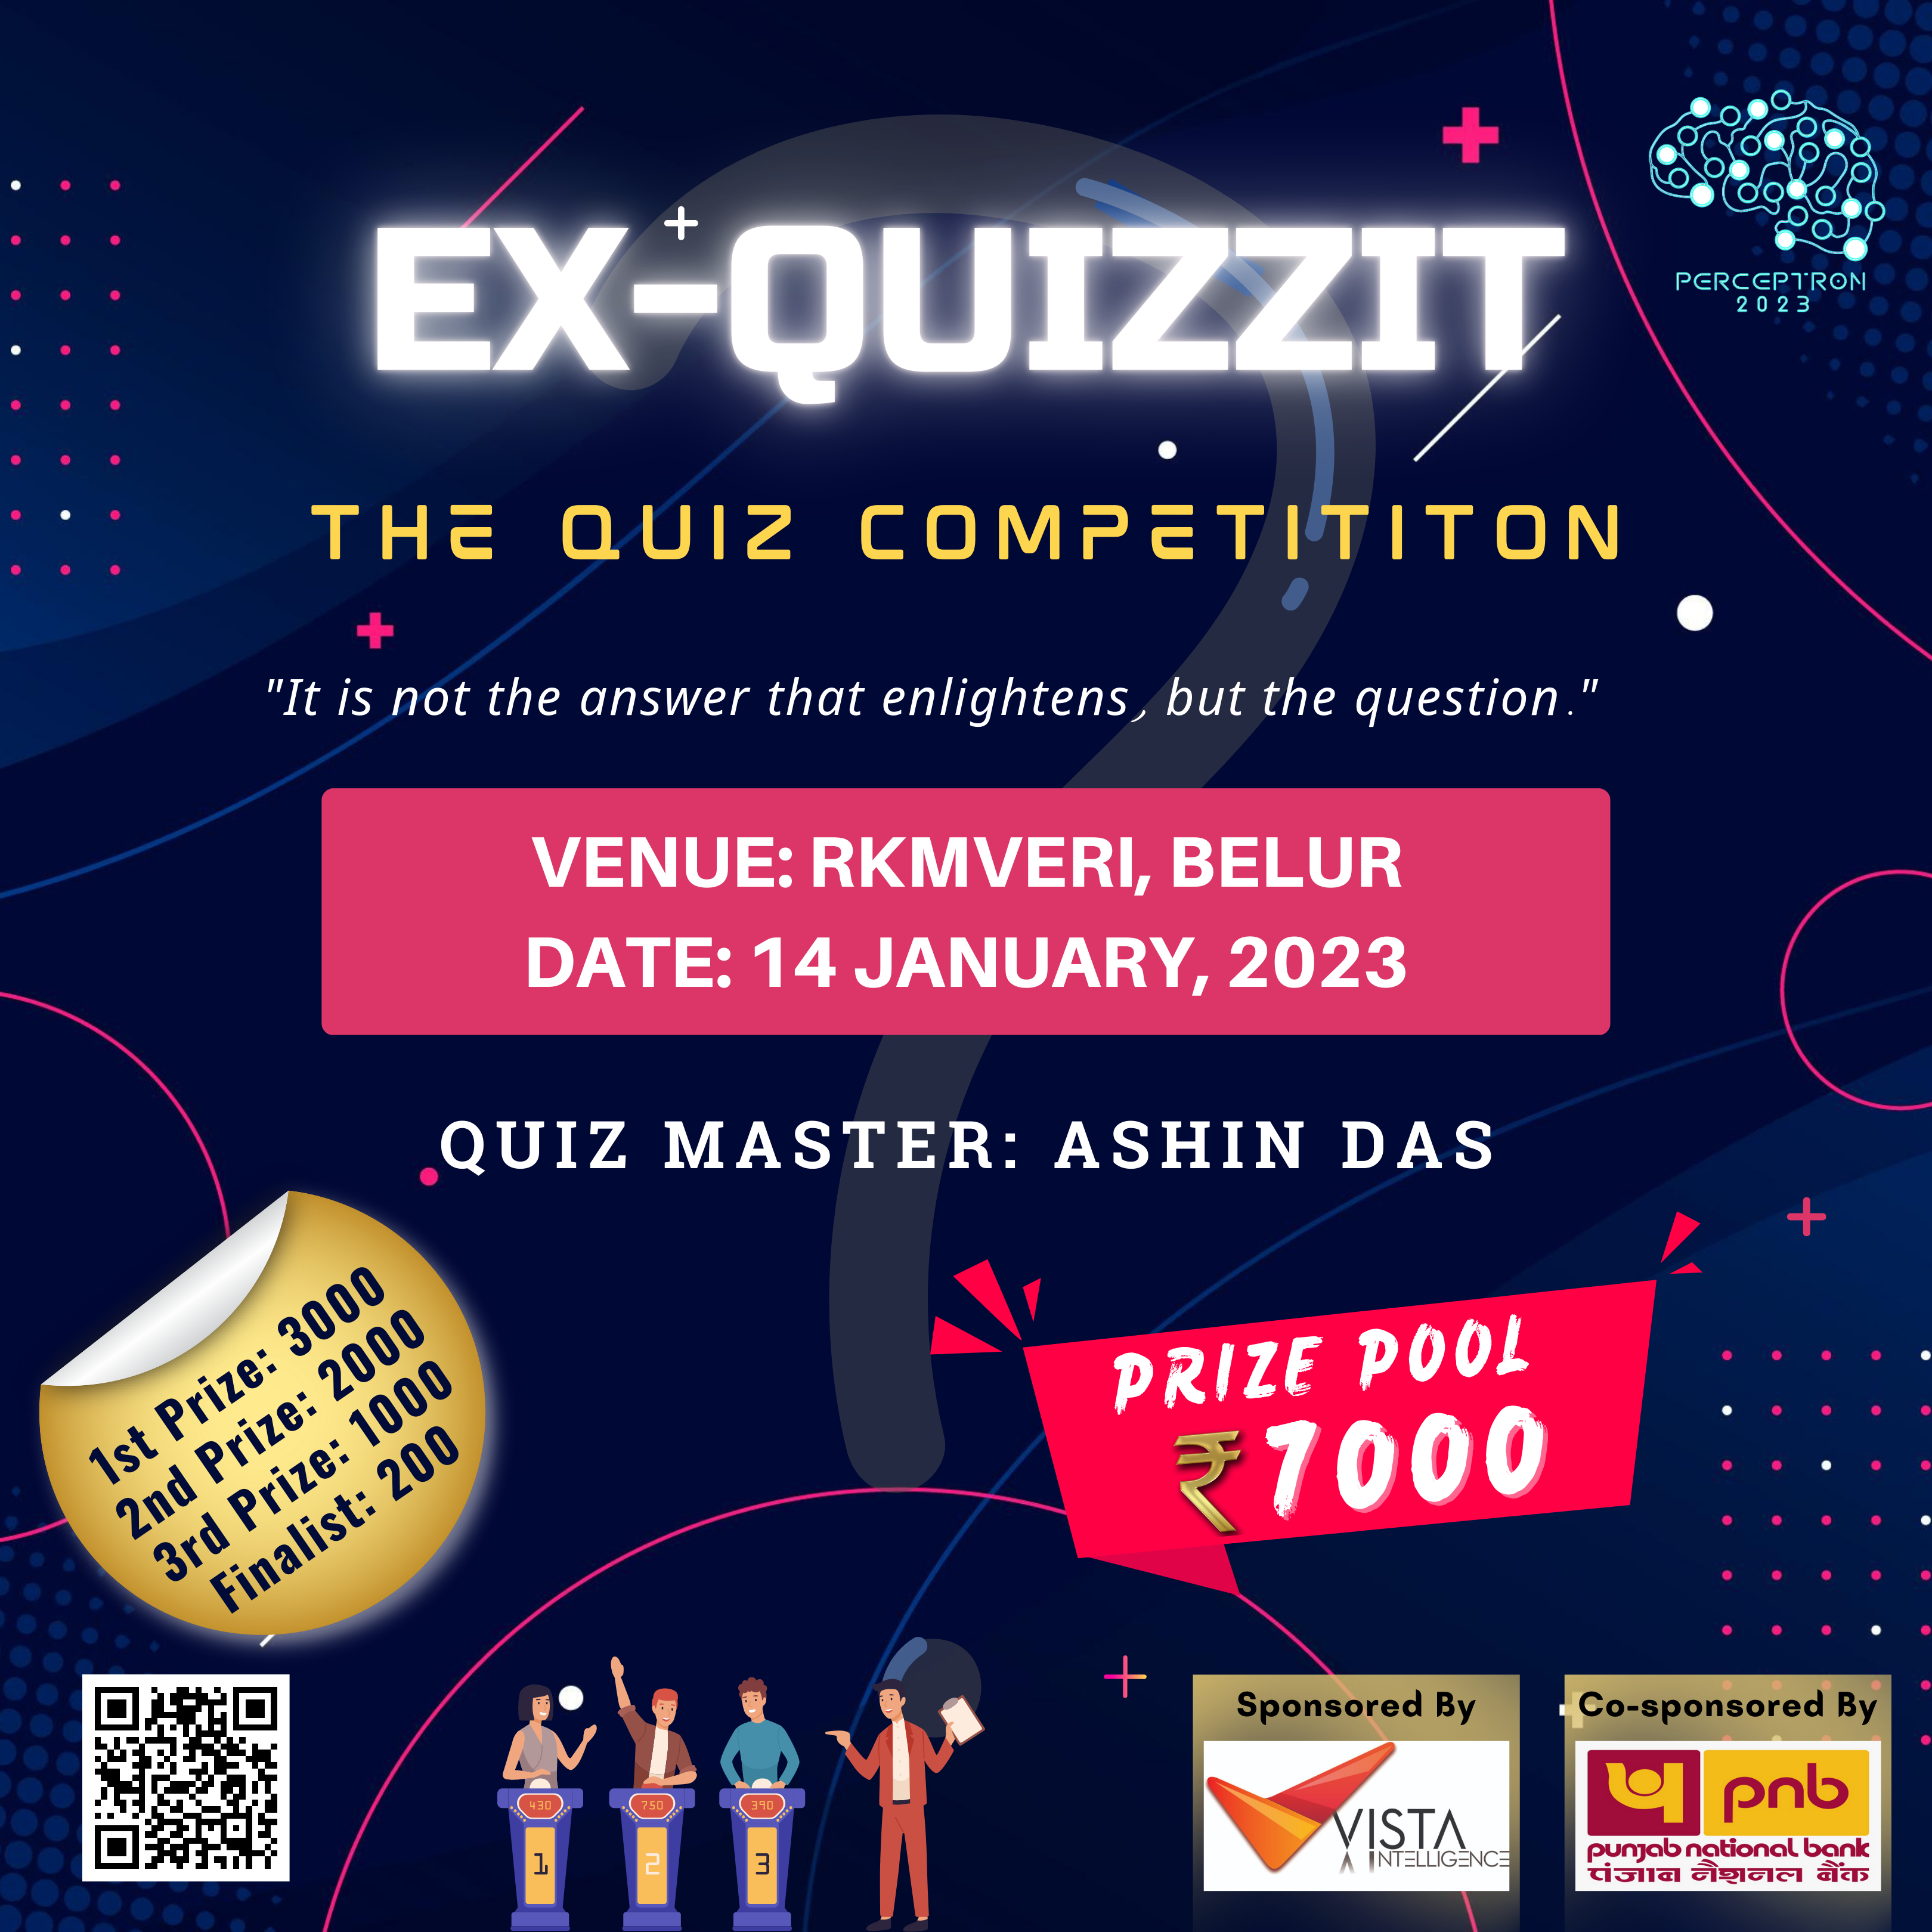 EX-QUIZZIT
PERCEPTRON
2023
THE QUIZ COMPETITITON
"It is not the answer that enlightens, but the question."
VENUE: RKMVERI, BELUR
DATE: 14 JANUARY, 2023
QUIZ MASTER: ASHIN DAS
1st Prize: 3000
2nd Prize: 2000
3rd Prize: 1000
Finalist: 200
PRIZE POOL
₹7000
430
750
390
1
2
3
Sponsored By
VISTA
INTELLIGENCE
Co-sponsored By
pnb
punjab national bank
पंजाब नैशनल बैंक